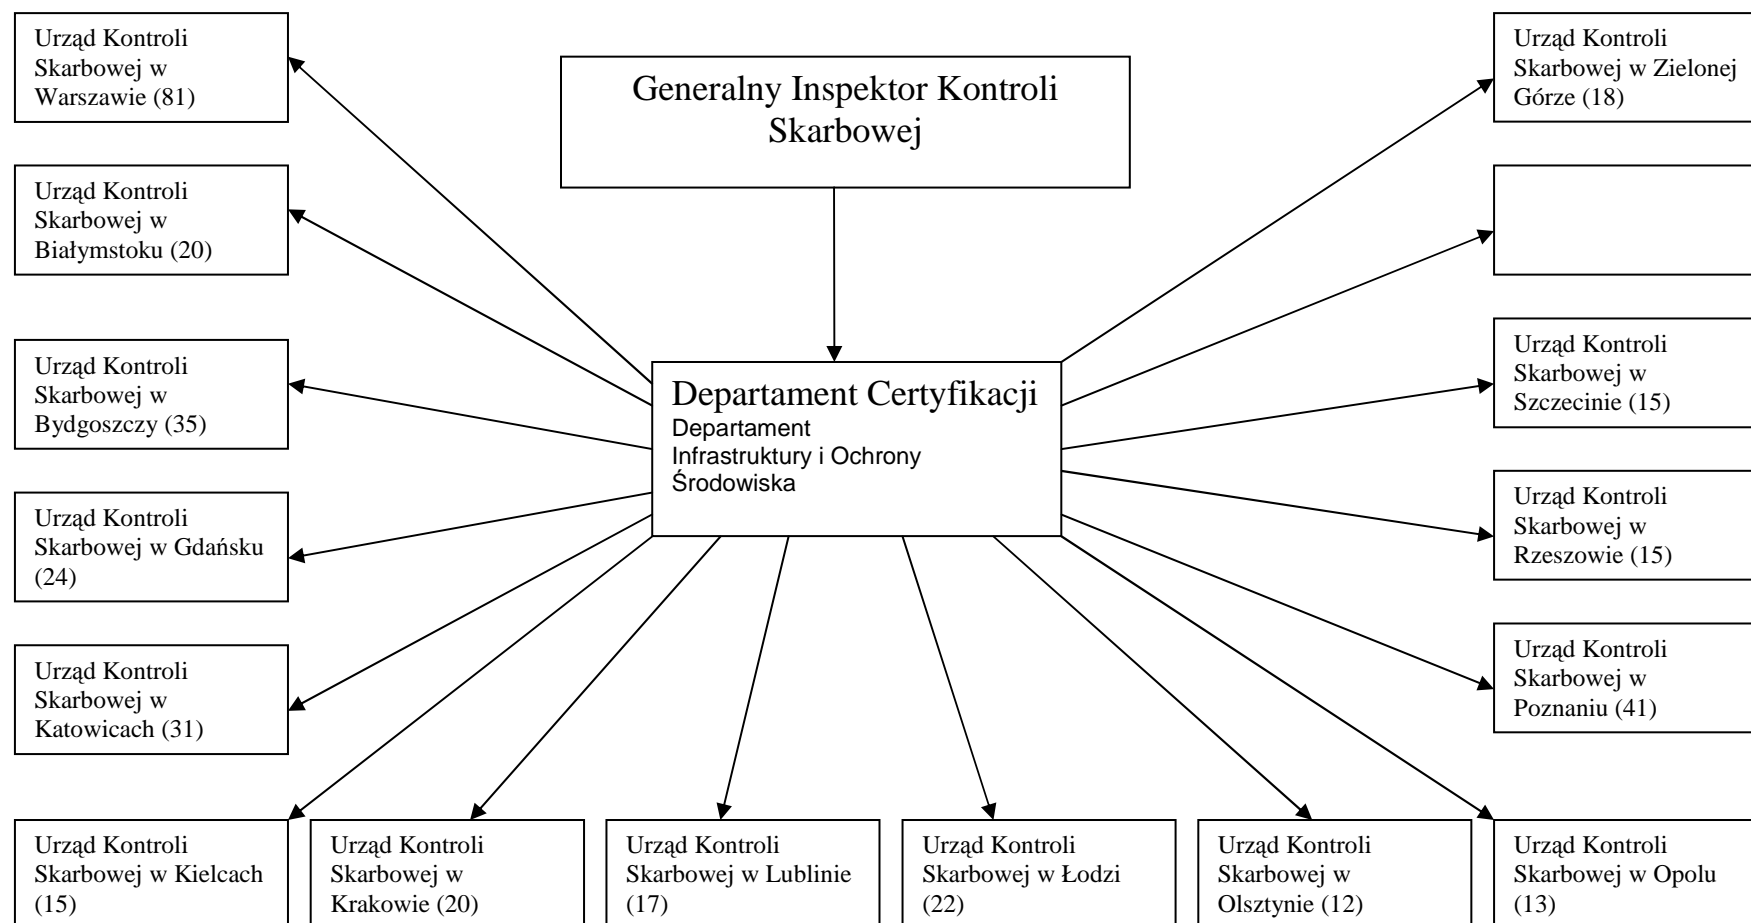 Urząd Kontroli
Skarbowej w
Warszawie (81)
Generalny Inspektor Kontroli
Skarbowej
Urząd Kontroli
Skarbowej w Zielonej
Górze (18)
Urząd Kontroli
Skarbowej w
Białymstoku (20)
Urząd Kontroli
Skarbowej w
Bydgoszczy (35)
Departament Certyfikacji
Departament
Infrastruktury i Ochrony
Środowiska
Urząd Kontroli
Skarbowej w
Szczecinie (15)
Urząd Kontroli
Skarbowej w Gdańsku
(24)
Urząd Kontroli
Skarbowej w
Rzeszowie (15)
Urząd Kontroli
Skarbowej w
Katowicach (31)
Urząd Kontroli
Skarbowej w
Poznaniu (41)
Urząd Kontroli
Skarbowej w Kielcach
(15)
Urząd Kontroli
Skarbowej w
Krakowie (20)
Urząd Kontroli
Skarbowej w Lublinie
(17)
Urząd Kontroli
Skarbowej w Łodzi
(22)
Urząd Kontroli
Skarbowej w
Olsztynie (12)
Urząd Kontroli
Skarbowej w Opolu
(13)